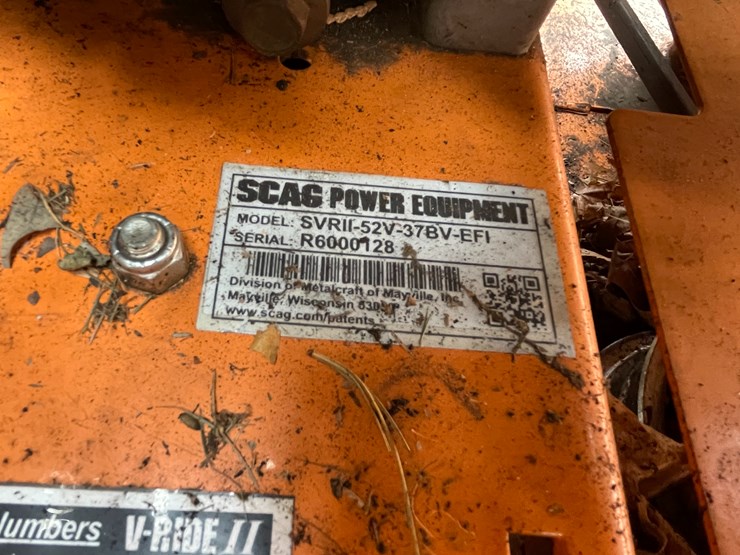 SCAG POWER EQUIPMENT
MODEL: SVRII-52V-37BV-EFI
SERIAL: R6000128
Division of Metalcraft of Mayville, Inc.
Mayville, Wisconsin
www.scag.com/patents
lumbers V-RIDE II